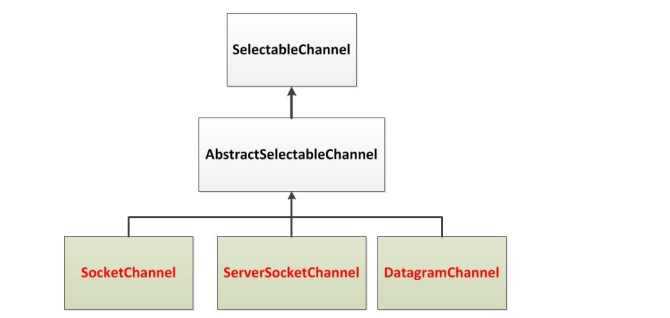 SelectableChannel
AbstractSelectableChannel
SocketChannel
ServerSocketChannel
DatagramChannel